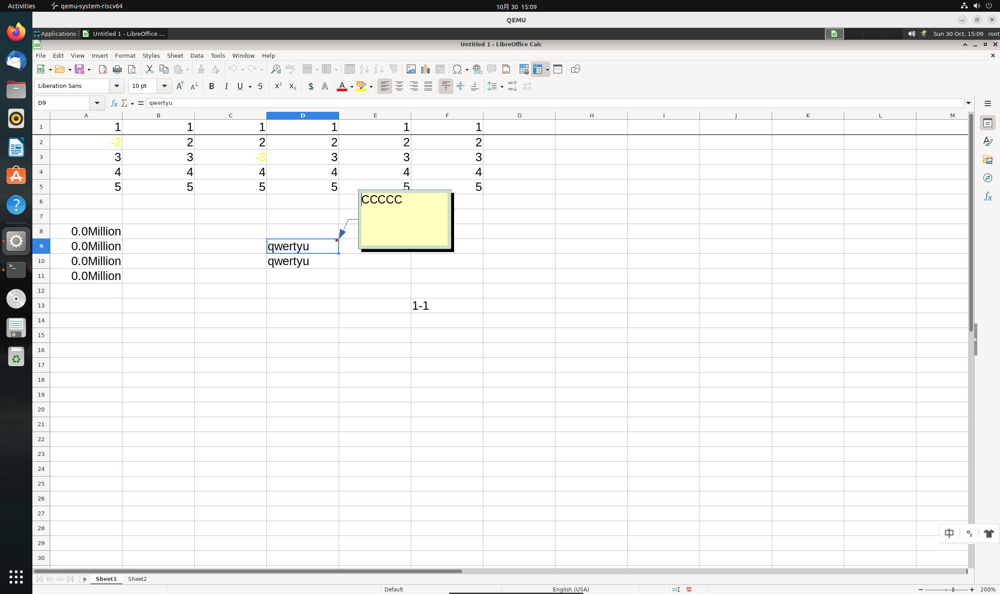 Activities qemu-system-riscv64 10月 30 15:09
QEMU
Applications Untitled 1 - LibreOffice ... Sun 30 Oct, 15:09 root
Untitled 1 - LibreOffice Calc
File Edit View Insert Format Styles Sheet Data Tools Window Help
Liberation Sans 10 pt
D9 qwertyu
A B C D E F G H I J K L M
1 1 1 1 1 1 1
2 -2 2 2 2 2 2
3 3 3 -3 3 3 3
4 4 4 4 4 4 4
5 5 5 5 5 5 5
6 CCCCC
7
8 0.0Million
9 0.0Million qwertyu
10 0.0Million qwertyu
11 0.0Million
12
13 1-1
14
15
16
17
18
19
20
21
22
23
24
25
26
27
28
中
29
30
Sheet1 Sheet2
Default English (USA) 200%